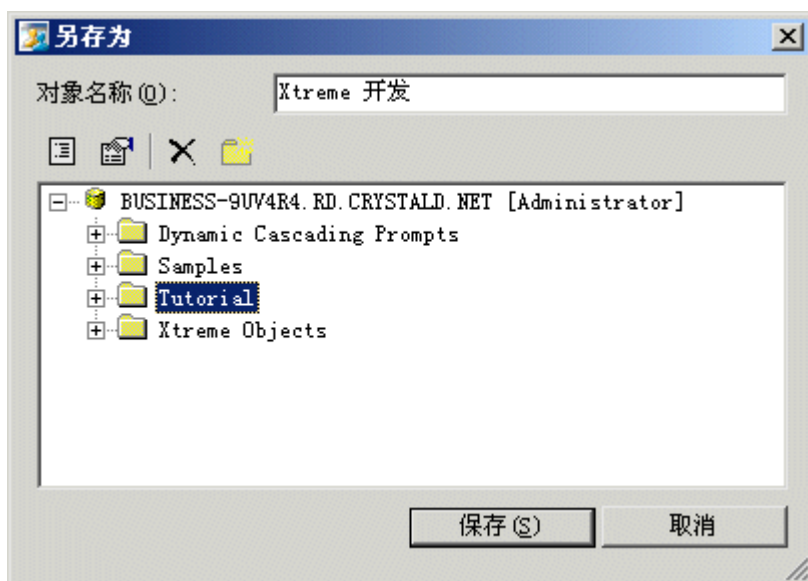 另存为
对象名称(O): Xtreme 开发
BUSINESS-9UV4R4.RD.CRYSTALD.NET [Administrator]
Dynamic Cascading Prompts
Samples
Tutorial
Xtreme Objects
保存(S) 取消